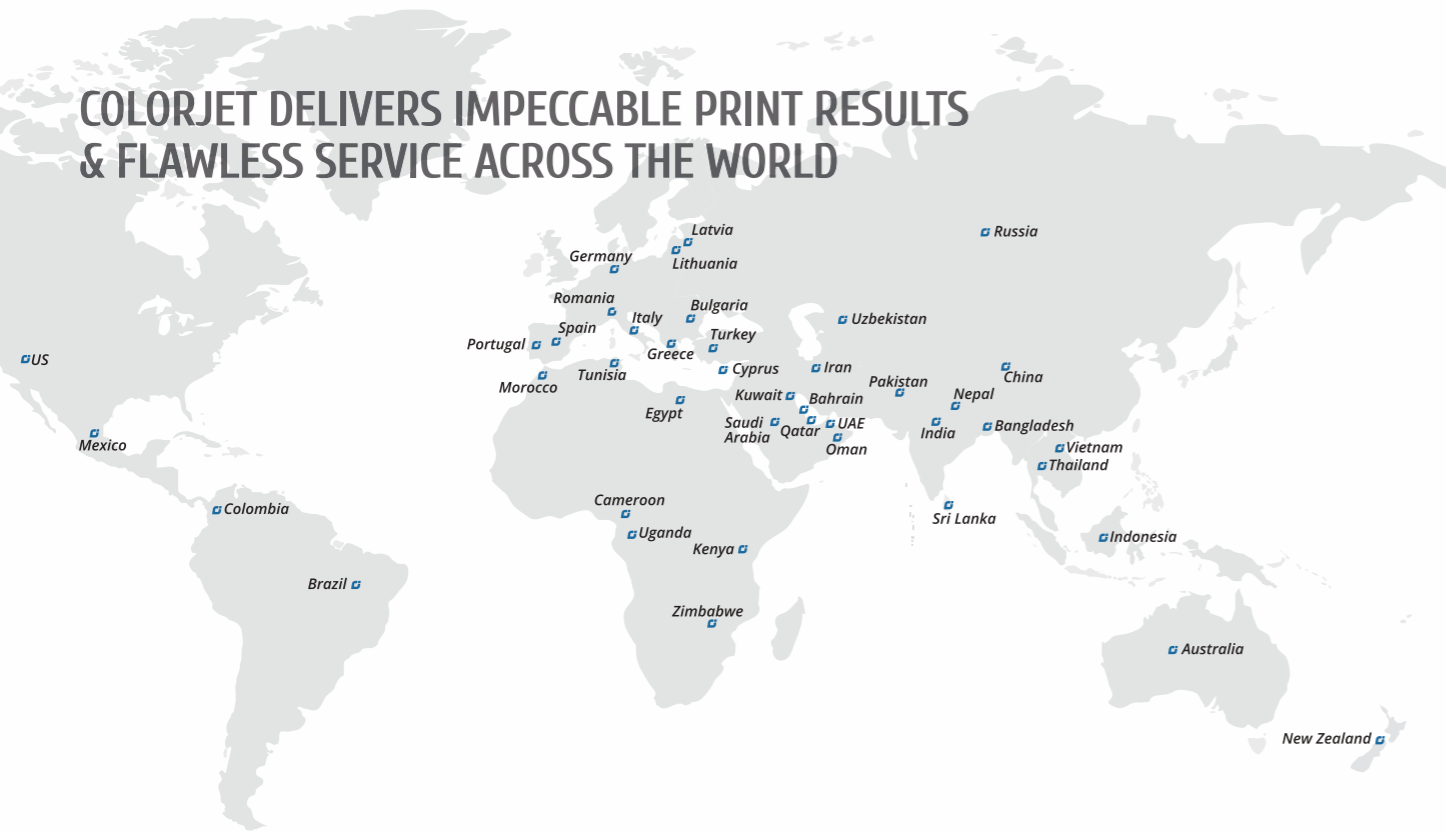 COLORJET DELIVERS IMPECCABLE PRINT RESULTS
& FLAWLESS SERVICE ACROSS THE WORLD
Latvia
Russia
Germany
Lithuania
Romania
Bulgaria
Italy
Uzbekistan
Spain
Turkey
Portugal
Greece
US
Cyprus
Iran
Tunisia
China
Pakistan
Morocco
Nepal
Kuwait
Bahrain
Egypt
Saudi
Arabia
Qatar
UAE
Bangladesh
India
Mexico
Oman
Vietnam
Thailand
Cameroon
Colombia
Sri Lanka
Uganda
Indonesia
Kenya
Brazil
Zimbabwe
Australia
New Zealand